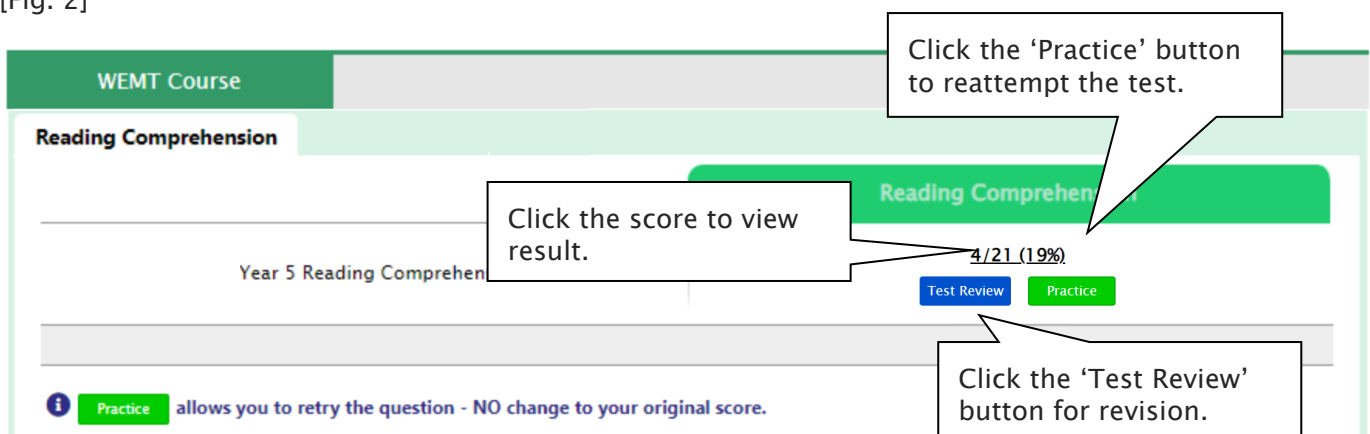 [Fig. 2]
Click the ‘Practice’ button
to reattempt the test.
WEMT Course
Reading Comprehension
Reading Comprehen
Click the score to view
result.
4/21 (19%)
Year 5 Reading Comprehen
Test Review
Practice
Click the ‘Test Review’
button for revision.
Practice allows you to retry the question - NO change to your original score.